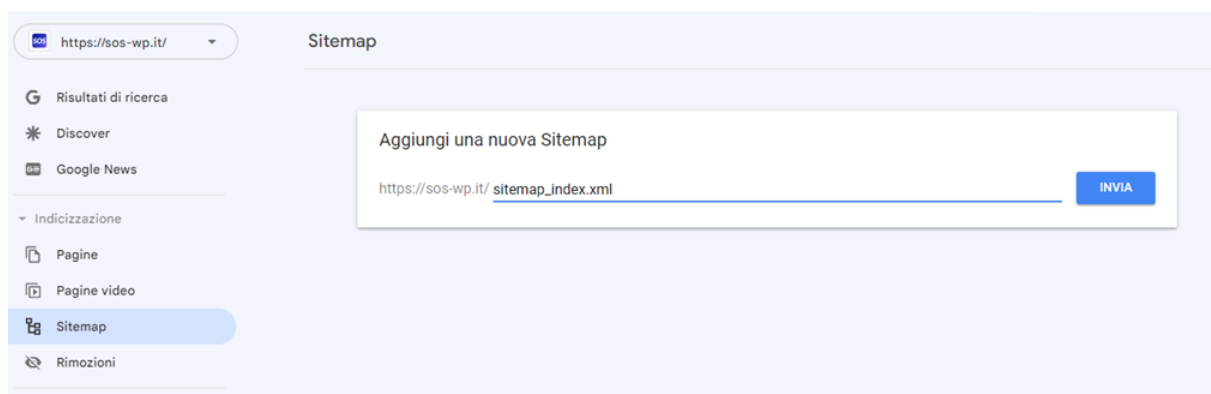 SOS https://sos-wp.it/
Sitemap
Risultati di ricerca
Discover
Google News
Indicizzazione
Pagine
Pagine video
Sitemap
Rimozioni
Aggiungi una nuova Sitemap
https://sos-wp.it/ sitemap_index.xml
INVIA